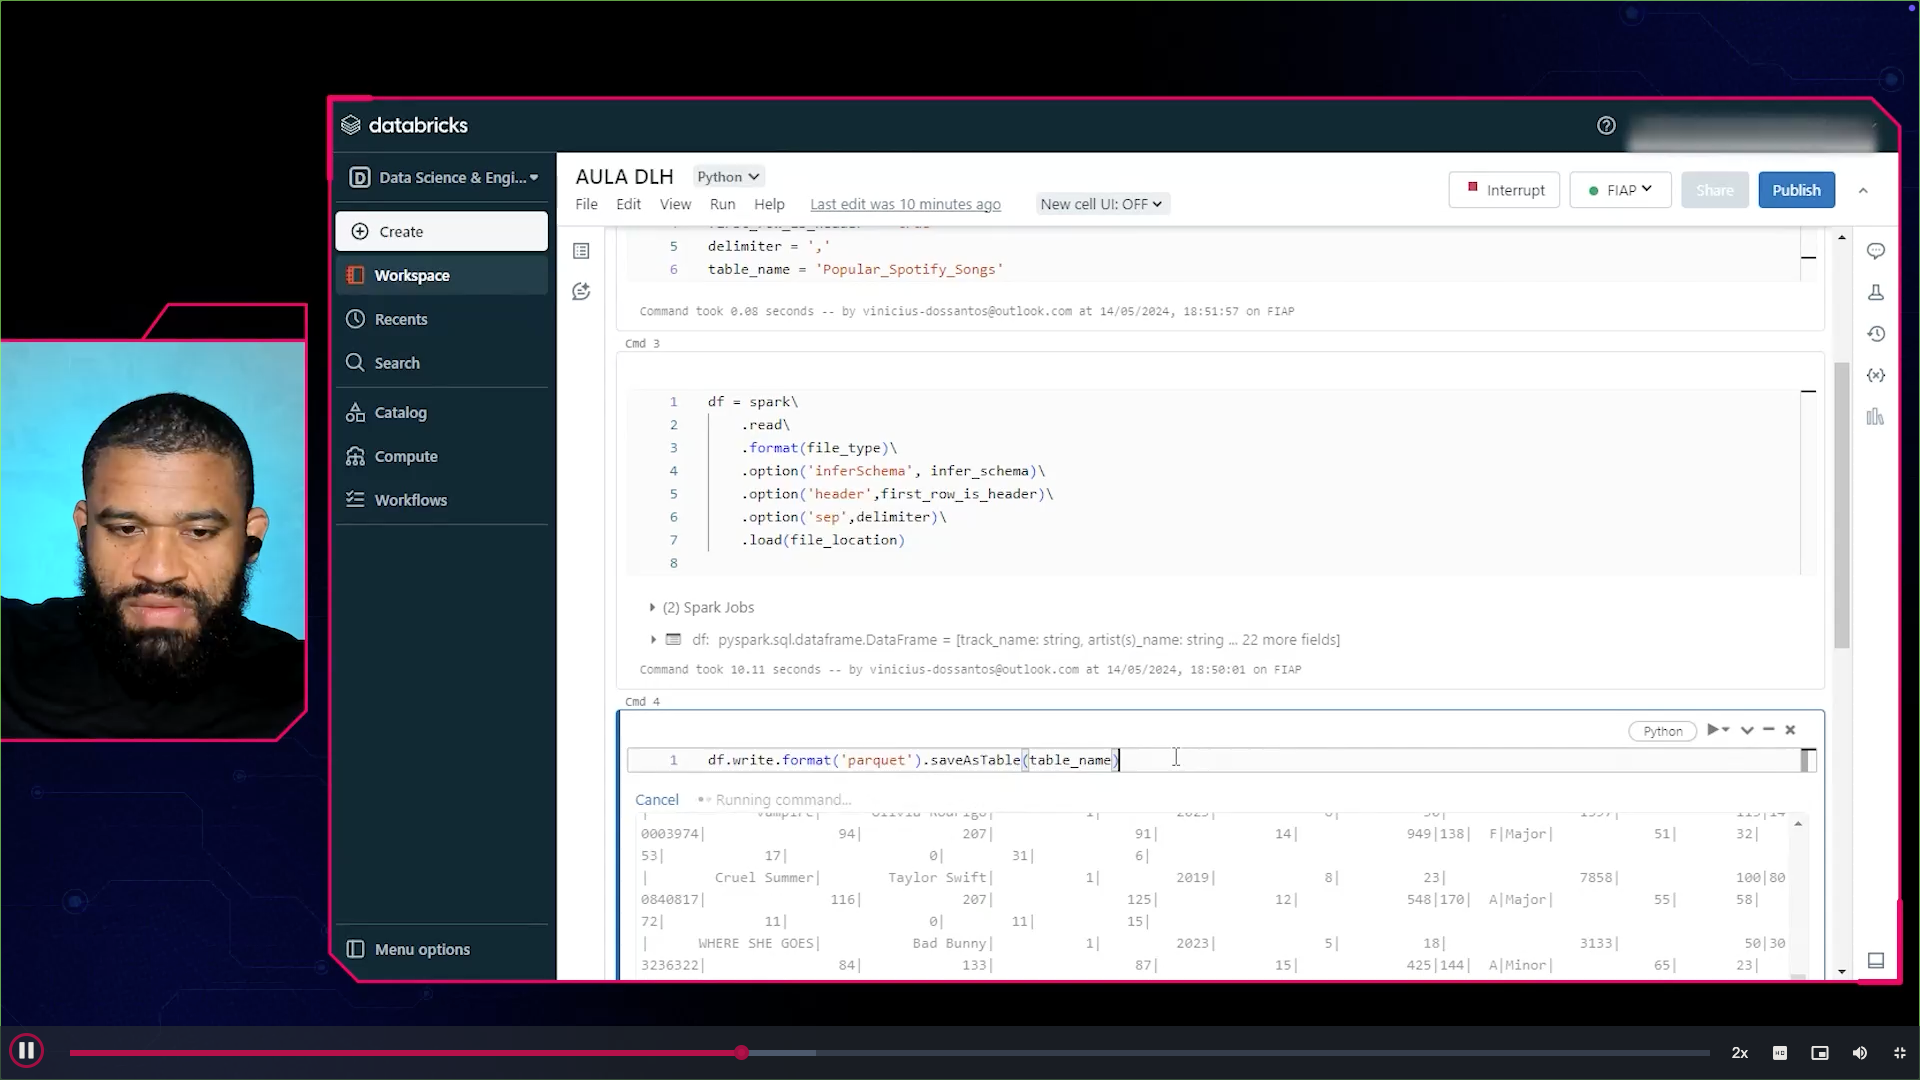 databricks
Data Science & Engi...
Create
Workspace
Recents
Search
Catalog
Compute
Workflows
Menu options
AULA DLH
Python
File Edit View Run Help Last edit was 10 minutes ago New cell UI: OFF
Interrupt
FIAP
Share
Publish
5 delimiter = ','
6 table_name = 'Popular_Spotify_Songs'
Command took 0.08 seconds -- by vinicius-dossantos@outlook.com at 14/05/2024, 18:51:57 on FIAP
Cmd 3
1 df = spark\
2 .read\
3 .format(file_type)\
4 .option('inferSchema', infer_schema)\
5 .option('header',first_row_is_header)\
6 .option('sep',delimiter)\
7 .load(file_location)
8
(2) Spark Jobs
df: pyspark.sql.dataframe.DataFrame = [track_name: string, artist(s)_name: string ... 22 more fields]
Command took 10.11 seconds -- by vinicius-dossantos@outlook.com at 14/05/2024, 18:50:01 on FIAP
Cmd 4
Python
1 df.write.format('parquet').saveAsTable(table_name)
Cancel Running command...
0003974| 94| 207| 91| 14| 949|138| F|Major| 51| 32|
53| 17| 0| 31| 6|
| Cruel Summer| Taylor Swift| 1| 2019| 8| 23| 7858| 100|80
0840817| 116| 207| 125| 12| 548|170| A|Major| 55| 58|
72| 11| 0| 11| 15|
| WHERE SHE GOES| Bad Bunny| 1| 2023| 5| 18| 3133| 50|30
3236322| 84| 133| 87| 15| 425|144| A|Minor| 65| 23|
2x